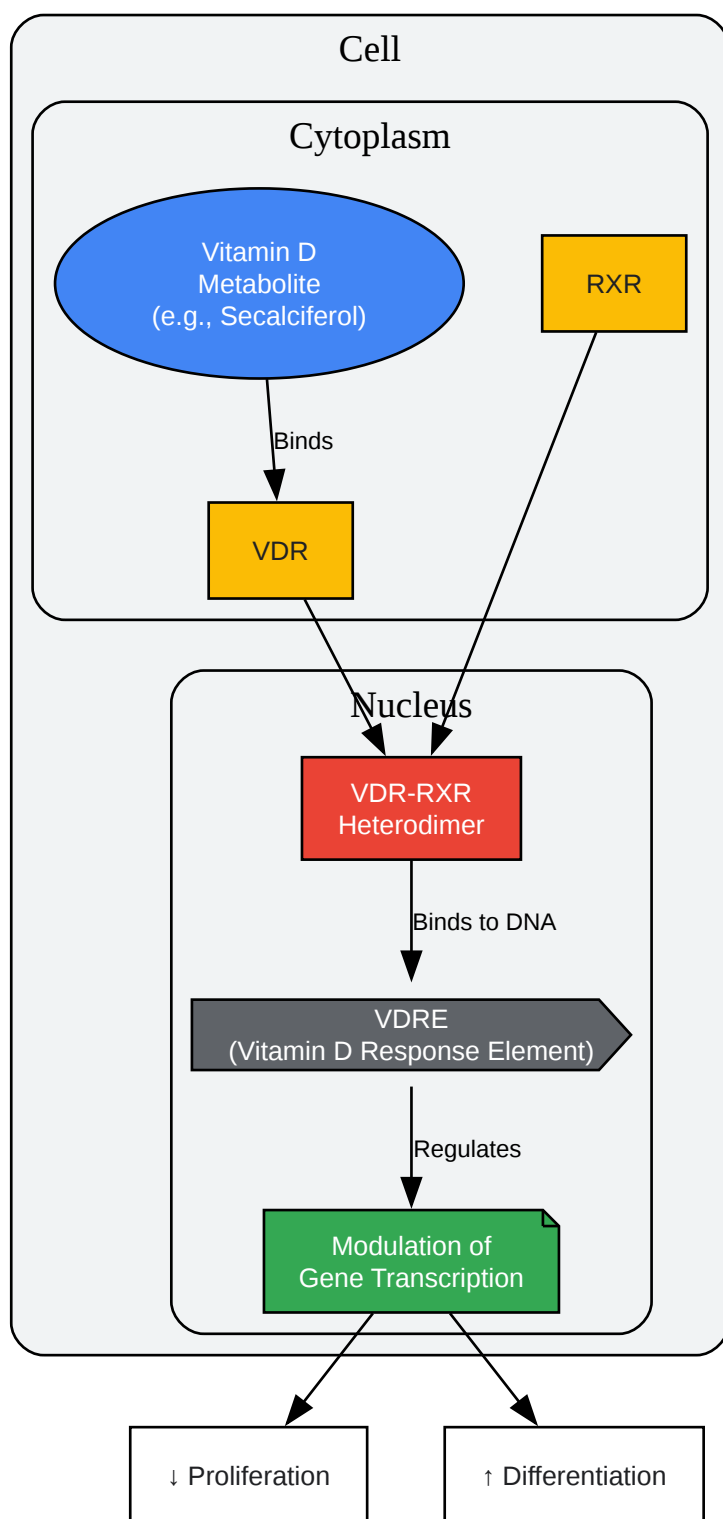 Cell
Cytoplasm
Vitamin D
Metabolite
(e.g., Secalciferol)
RXR
Binds
VDR
Nucleus
VDR-RXR
Heterodimer
Binds to DNA
VDRE
(Vitamin D Response Element)
Regulates
Modulation of
Gene Transcription
↓ Proliferation
↑ Differentiation